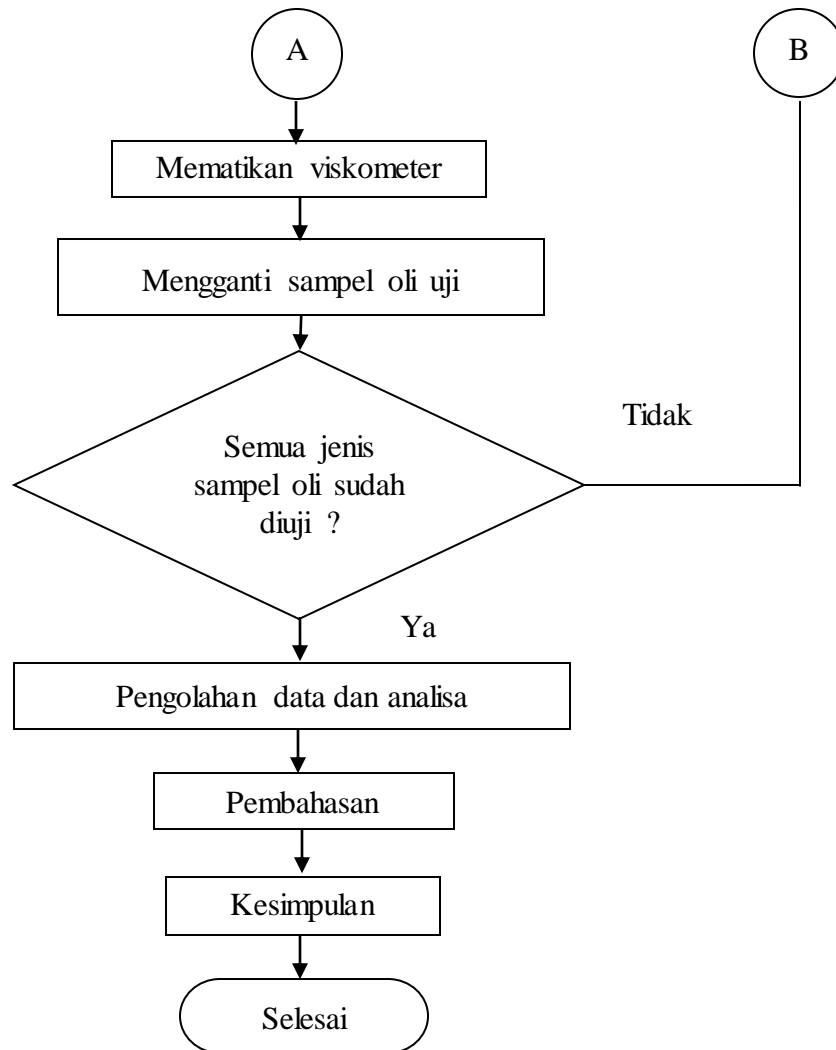 A
B
Mematikan viskometer
Mengganti sampel oli uji
Tidak
Semua jenis
sampel oli sudah
diuji ?
Ya
Pengolahan data dan analisa
Pembahasan
Kesimpulan
Selesai